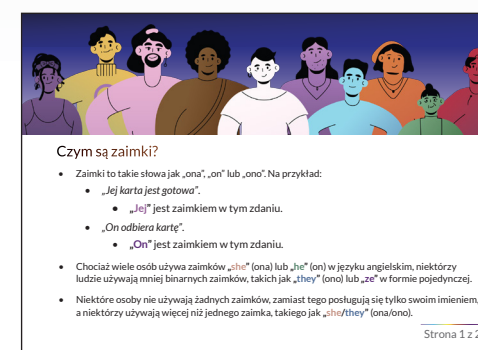 Czym są zaimki?
• Zaimki to takie słowa jak „ona”, „on” lub „ono”. Na przykład:
• „Jej karta jest gotowa”.
• „Jej” jest zaimkiem w tym zdaniu.
• „On odbiera kartę”.
• „On” jest zaimkiem w tym zdaniu.
• Chociaż wiele osób używa zaimków „she” (ona) lub „he” (on) w języku angielskim, niektórzy
ludzie używają mniej binarnych zaimków, takich jak „they” (ono) lub „ze” w formie pojedynczej.
• Niektóre osoby nie używają żadnych zaimków, zamiast tego posługują się tylko swoim imieniem,
a niektórzy używają więcej niż jednego zaimka, takiego jak „she/they” (ona/ono).
Strona 1 z 2